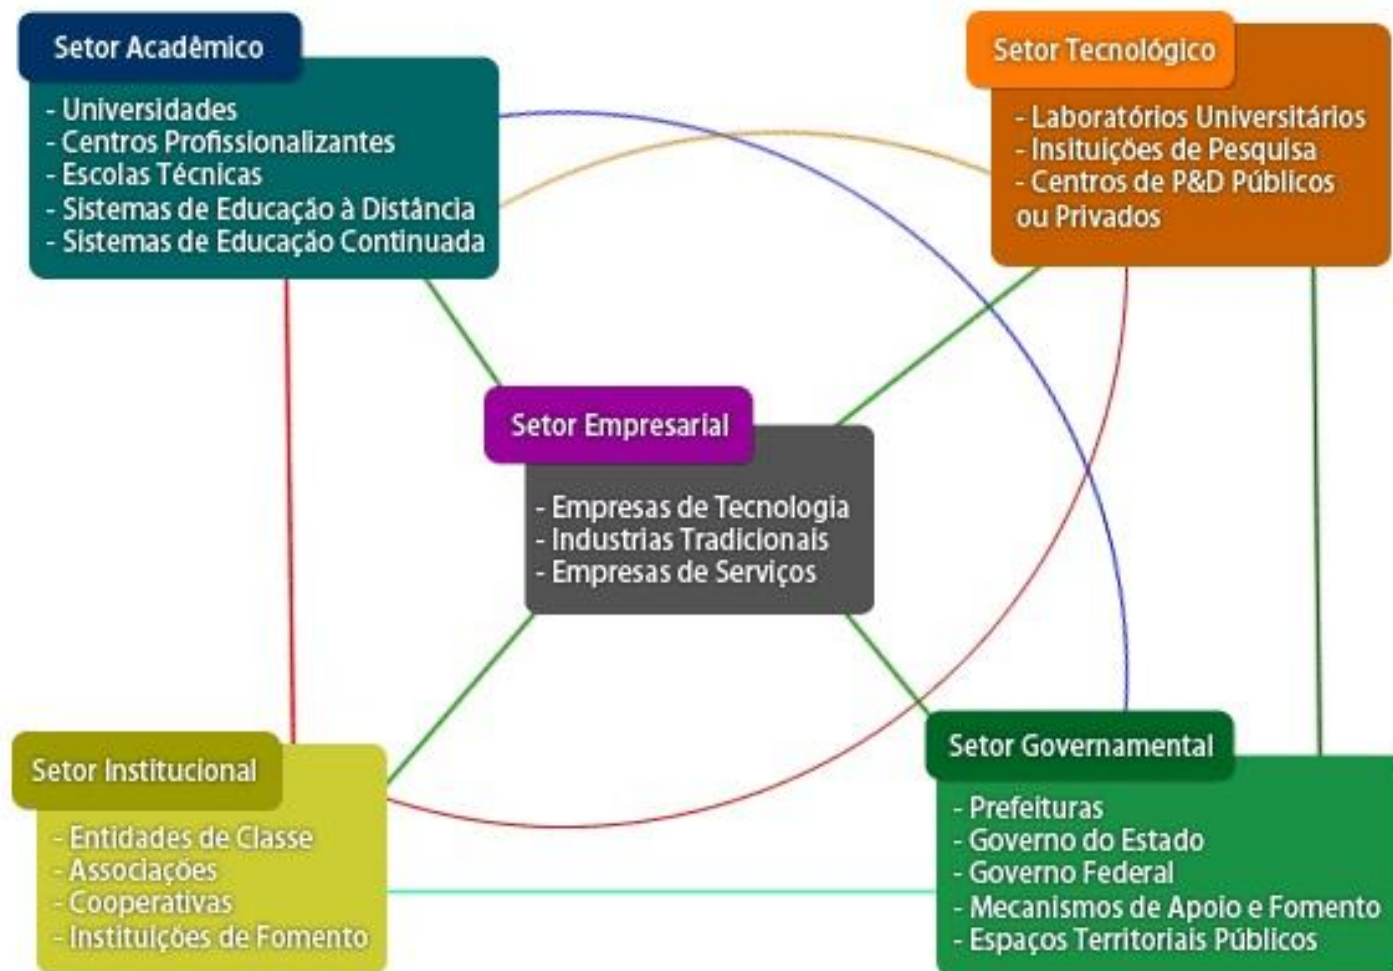 Setor Acadêmico
- Universidades
- Centros Profissionalizantes
- Escolas Técnicas
- Sistemas de Educação à Distância
- Sistemas de Educação Continuada
Setor Tecnológico
- Laboratórios Universitários
- Insituições de Pesquisa
- Centros de P&D Públicos
ou Privados
Setor Empresarial
- Empresas de Tecnologia
- Industrias Tradicionais
- Empresas de Serviços
Setor Institucional
- Entidades de Classe
- Associações
- Cooperativas
- Instituições de Fomento
Setor Governamental
- Prefeituras
- Governo do Estado
- Governo Federal
- Mecanismos de Apoio e Fomento
- Espaços Territoriais Públicos